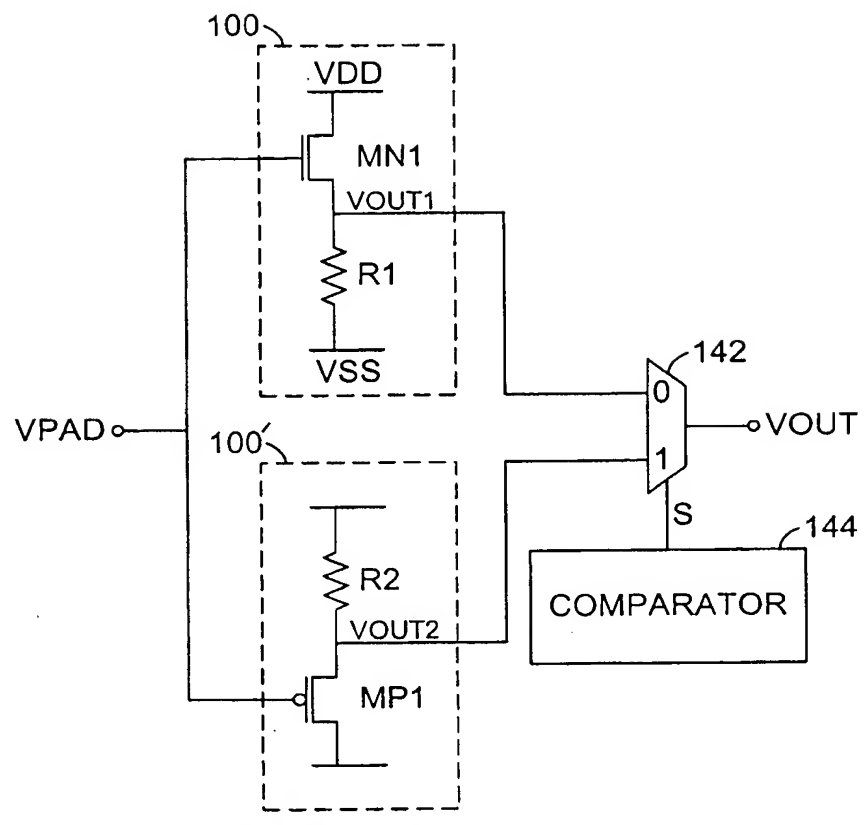 100
VDD
MN1
VOUT1
R1
VSS
142
0
VPAD
VOUT
100′
1
S
144
R2
COMPARATOR
VOUT2
MP1